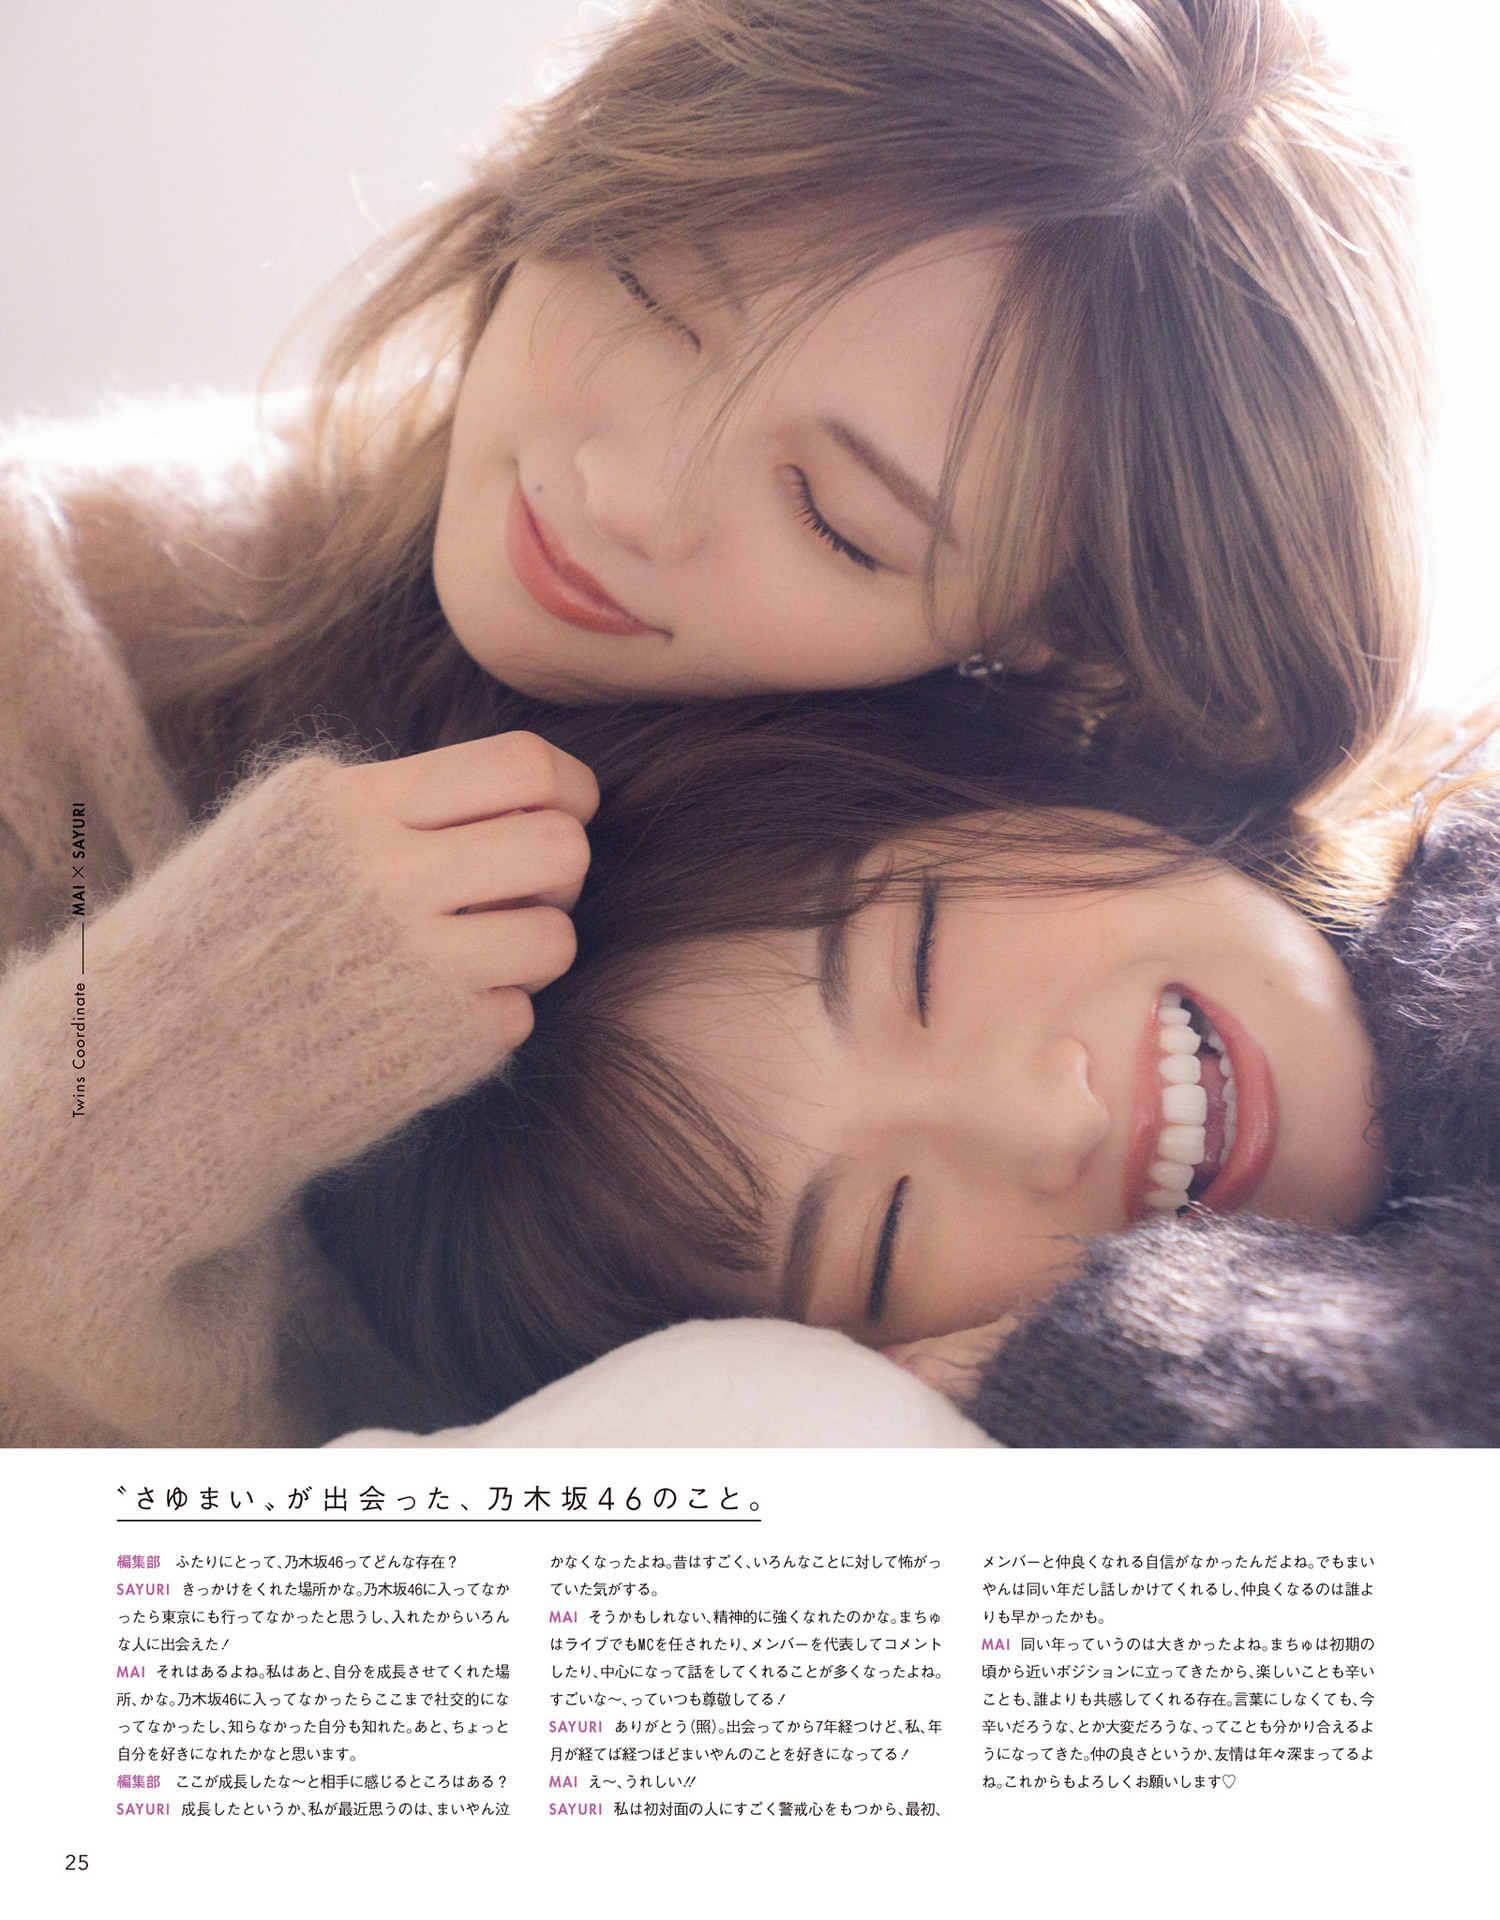 Twins Coordinate —— MAI × SAYURI
〝さゆまい〟が出会った、乃木坂46のこと。
編集部 ふたりにとって、乃木坂46ってどんな存在？
SAYURI きっかけをくれた場所かな。乃木坂46に入ってなか
ったら東京にも行ってなかったと思うし、入れたからいろん
な人に出会えた！
MAI それはあるよね。私はあと、自分を成長させてくれた場
所、かな。乃木坂46に入ってなかったらここまで社交的にな
ってなかったし、知らなかった自分も知れた。あと、ちょっと
自分を好きになれたかなと思います。
編集部 ここが成長したな〜と相手に感じるところはある？
SAYURI 成長したというか、私が最近思うのは、まいやん泣
かなくなったよね。昔はすごく、いろんなことに対して怖がっ
ていた気がする。
MAI そうかもしれない、精神的に強くなれたのかな。まちゅ
はライブでもMCを任されたり、メンバーを代表してコメント
したり、中心になって話をしてくれることが多くなったよね。
すごいな〜、っていつも尊敬してる！
SAYURI ありがとう（照）。出会ってから7年経つけど、私、年
月が経てば経つほどまいやんのことを好きになってる！
MAI え〜、うれしい!!
SAYURI 私は初対面の人にすごく警戒心をもつから、最初、
メンバーと仲良くなれる自信がなかったんだよね。でもまい
やんは同い年だし話しかけてくれるし、仲良くなるのは誰よ
りも早かったかも。
MAI 同い年っていうのは大きかったよね。まちゅは初期の
頃から近いポジションに立ってきたから、楽しいことも辛い
ことも、誰よりも共感してくれる存在。言葉にしなくても、今
辛いだろうな、とか大変だろうな、ってことも分かり合えるよ
うになってきた。仲の良さというか、友情は年々深まってるよ
ね。これからもよろしくお願いします♡
25